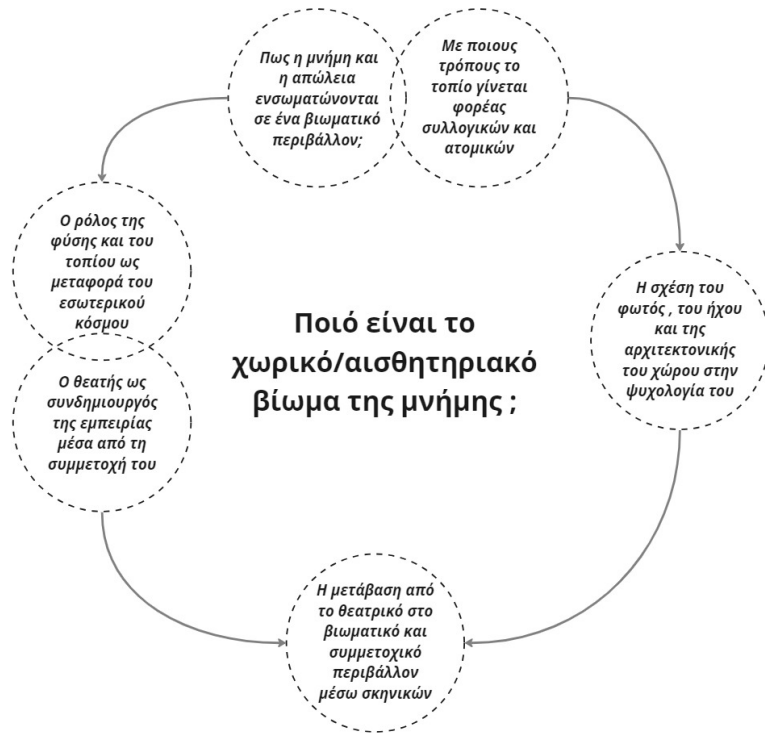 Πως η μνήμη και
η απώλεια
ενσωματώνονται
σε ένα βιωματικό
περιβάλλον;
Με ποιους
τρόπους το
τοπίο γίνεται
φορέας
συλλογικών και
ατομικών
Ο ρόλος της
φύσης και του
τοπίου ως
μεταφορά του
εσωτερικού
κόσμου
Ο θεατής ως
συνδημιουργός
της εμπειρίας
μέσα από τη
συμμετοχή του
Ποιό είναι το
χωρικό/αισθητηριακό
βίωμα της μνήμης ;
Η σχέση του
φωτός , του ήχου
και της
αρχιτεκτονικής
του χώρου στην
ψυχολογία του
Η μετάβαση από
το θεατρικό στο
βιωματικό και
συμμετοχικό
περιβάλλον
μέσω σκηνικών